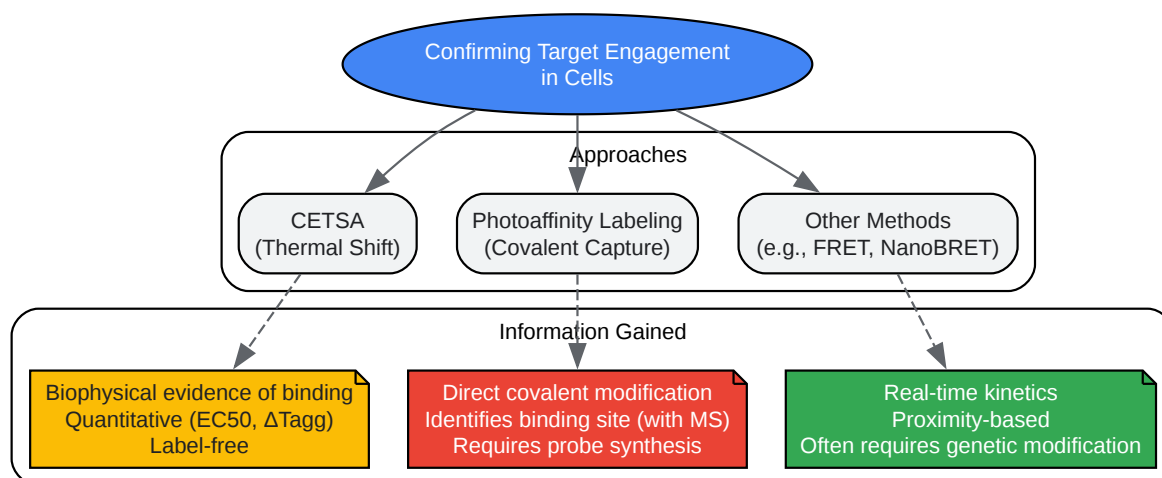 Confirming Target Engagement
in Cells
Approaches
CETSA
(Thermal Shift)
Photoaffinity Labeling
(Covalent Capture)
Other Methods
(e.g., FRET, NanoBRET)
Information Gained
Biophysical evidence of binding
Quantitative (EC50, ΔTagg)
Label-free
Direct covalent modification
Identifies binding site (with MS)
Requires probe synthesis
Real-time kinetics
Proximity-based
Often requires genetic modification